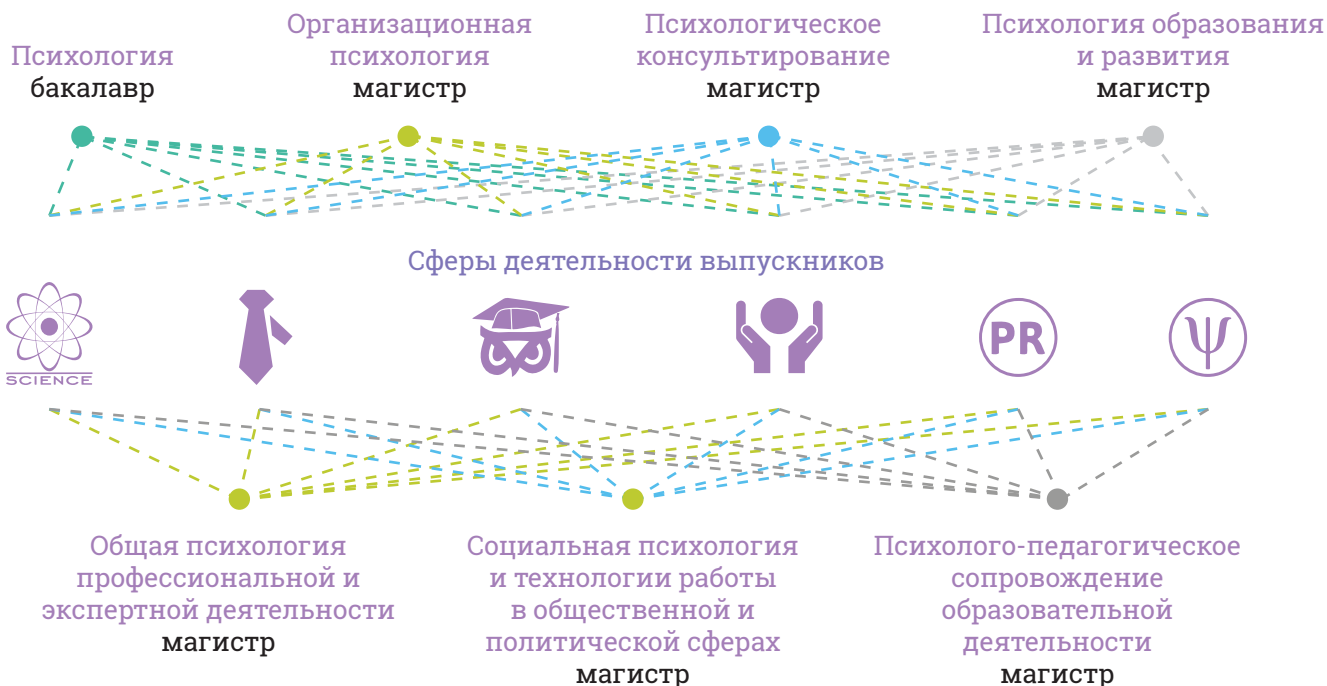 Психология
бакалавр
Организационная
психология
магистр
Психологическое
консультирование
магистр
Психология образования
и развития
магистр
Сферы деятельности выпускников
SCIENCE
PR
Ψ
Общая психология
профессиональной и
экспертной деятельности
магистр
Социальная психология
и технологии работы
в общественной и
политической сферах
магистр
Психолого-педагогическое
сопровождение
образовательной
деятельности
магистр